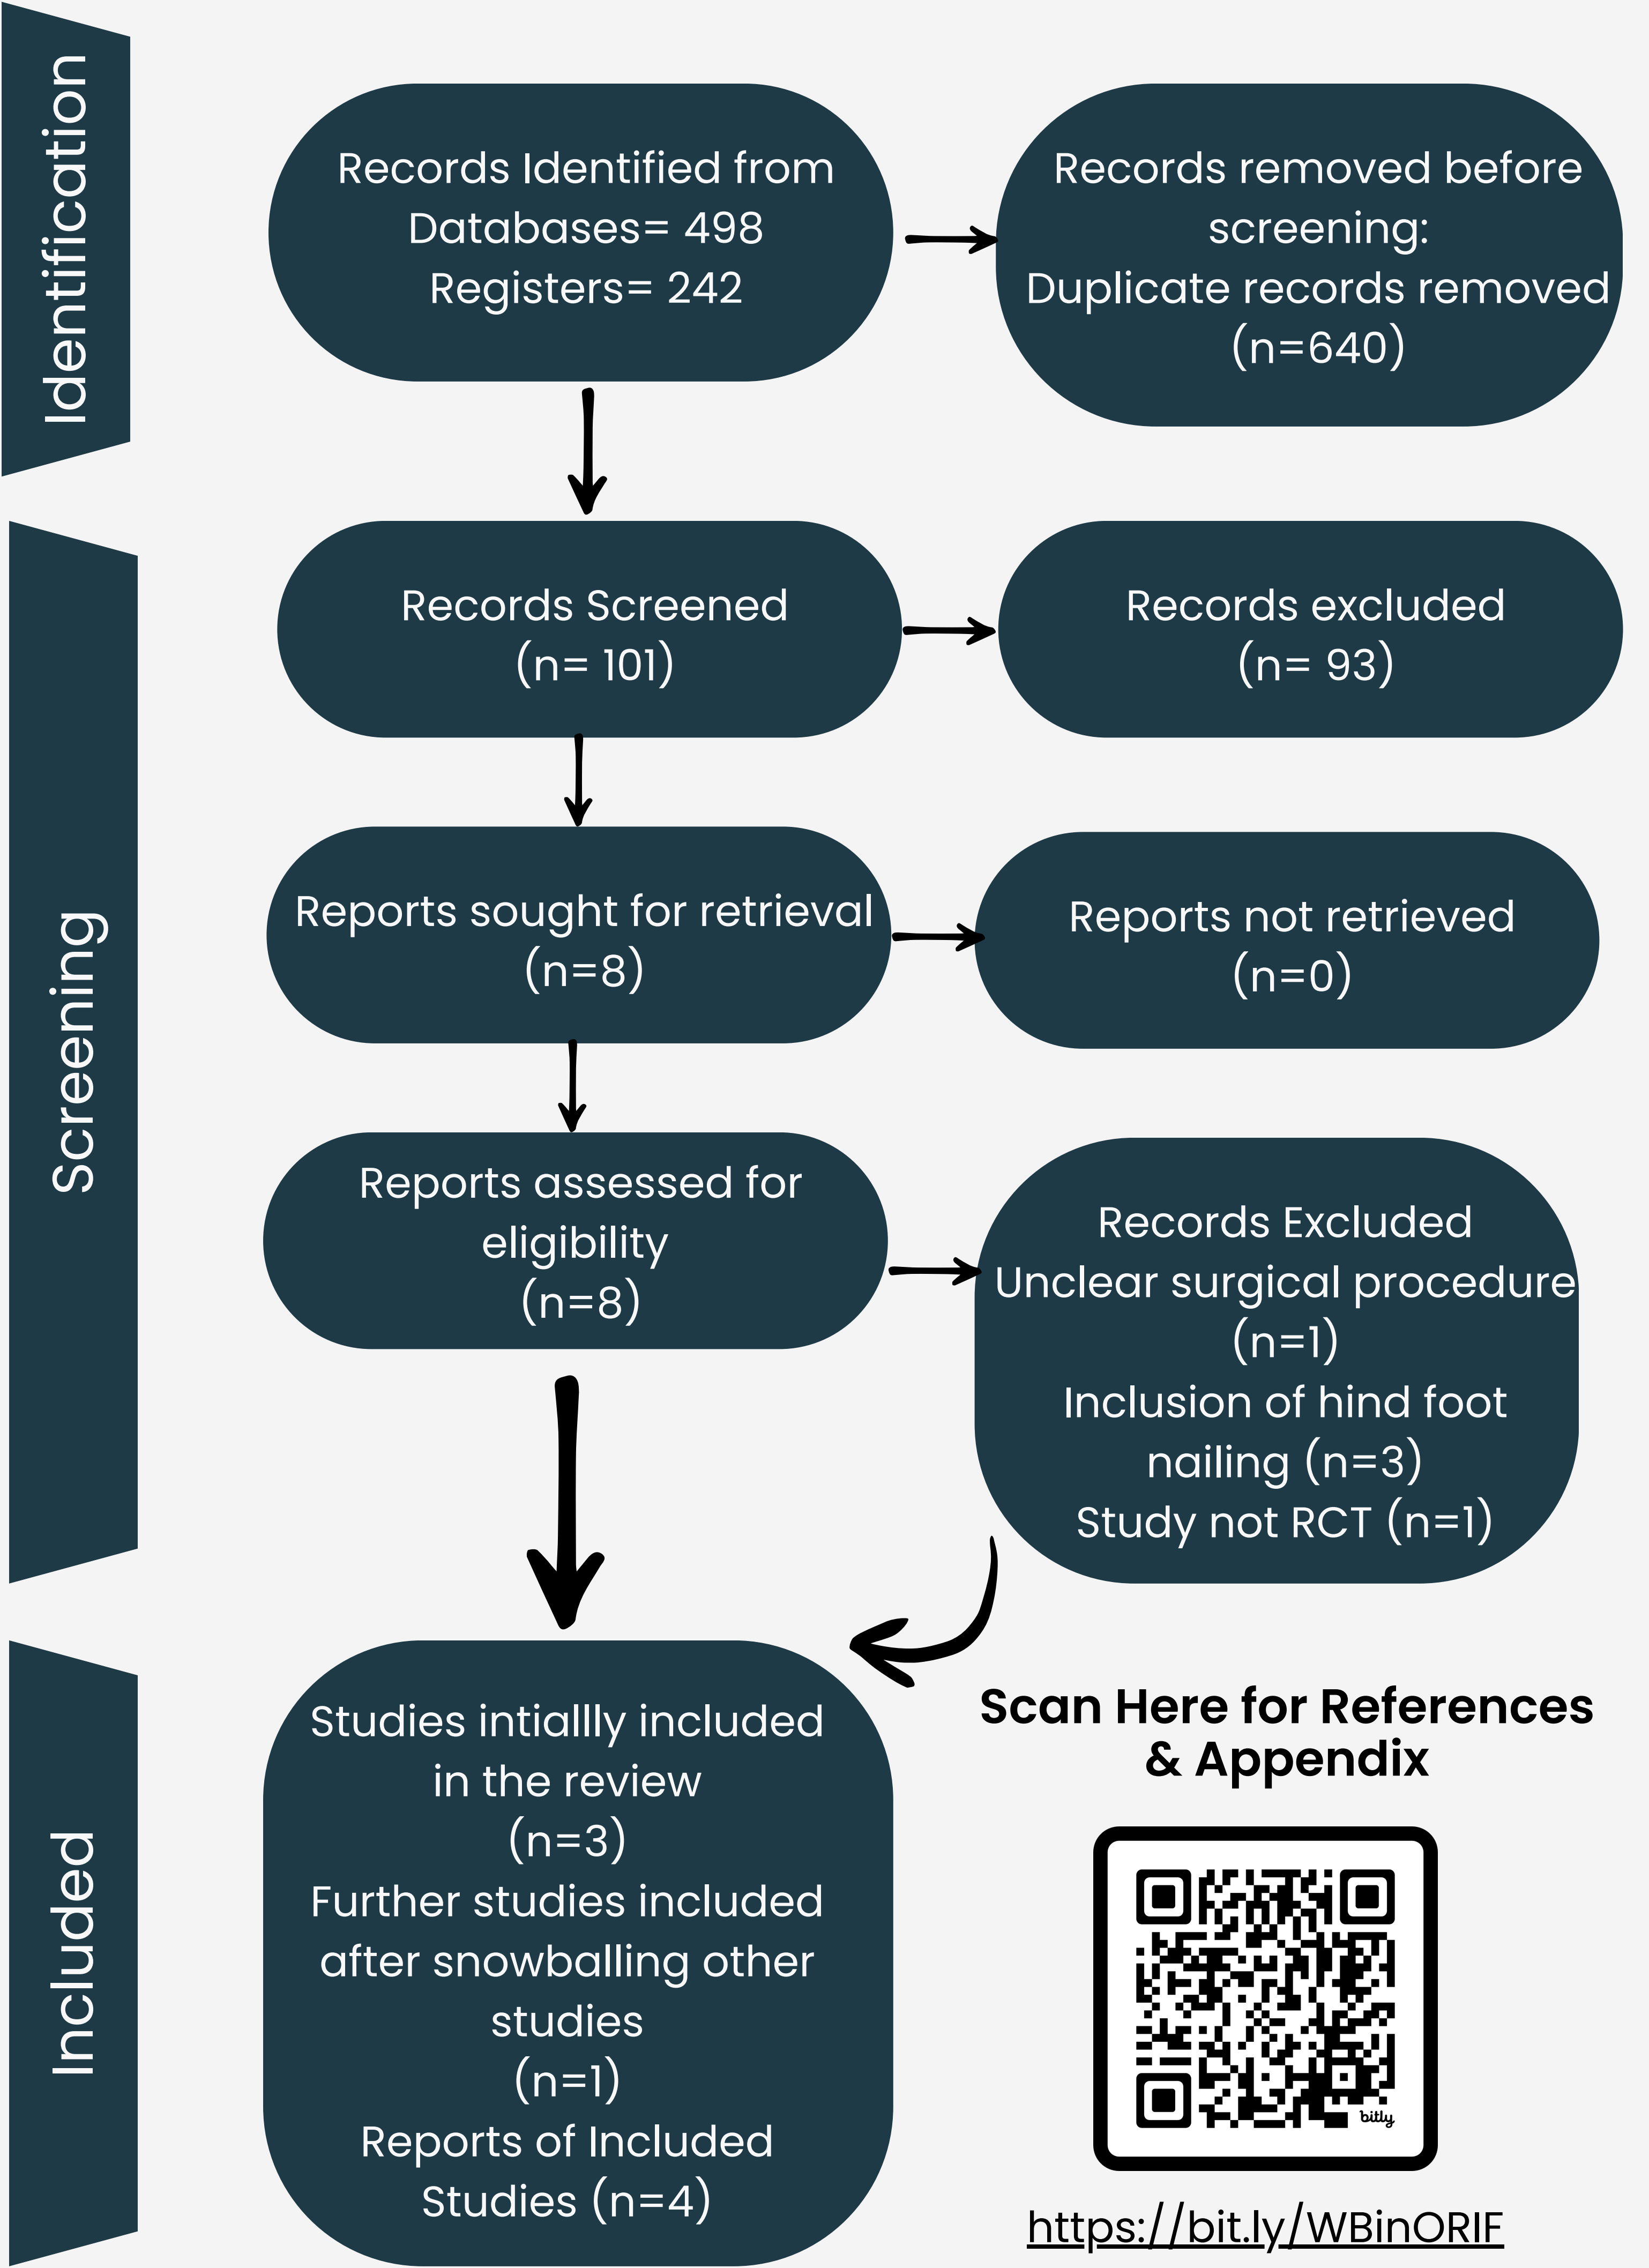 Identification
Records Identified from
Databases= 498
Registers= 242
Records removed before
screening:
Duplicate records removed
(n=640)
Screening
Records Screened
(n= 101)
Records excluded
(n= 93)
Reports sought for retrieval
(n=8)
Reports not retrieved
(n=0)
Reports assessed for
eligibility
(n=8)
Records Excluded
Unclear surgical procedure
(n=1)
Inclusion of hind foot
nailing (n=3)
Study not RCT (n=1)
Included
Studies intiallly included
in the review
(n=3)
Further studies included
after snowballing other
studies
(n=1)
Reports of Included
Studies (n=4)
Scan Here for References
& Appendix
bitly
https://bit.ly/WBinORIF